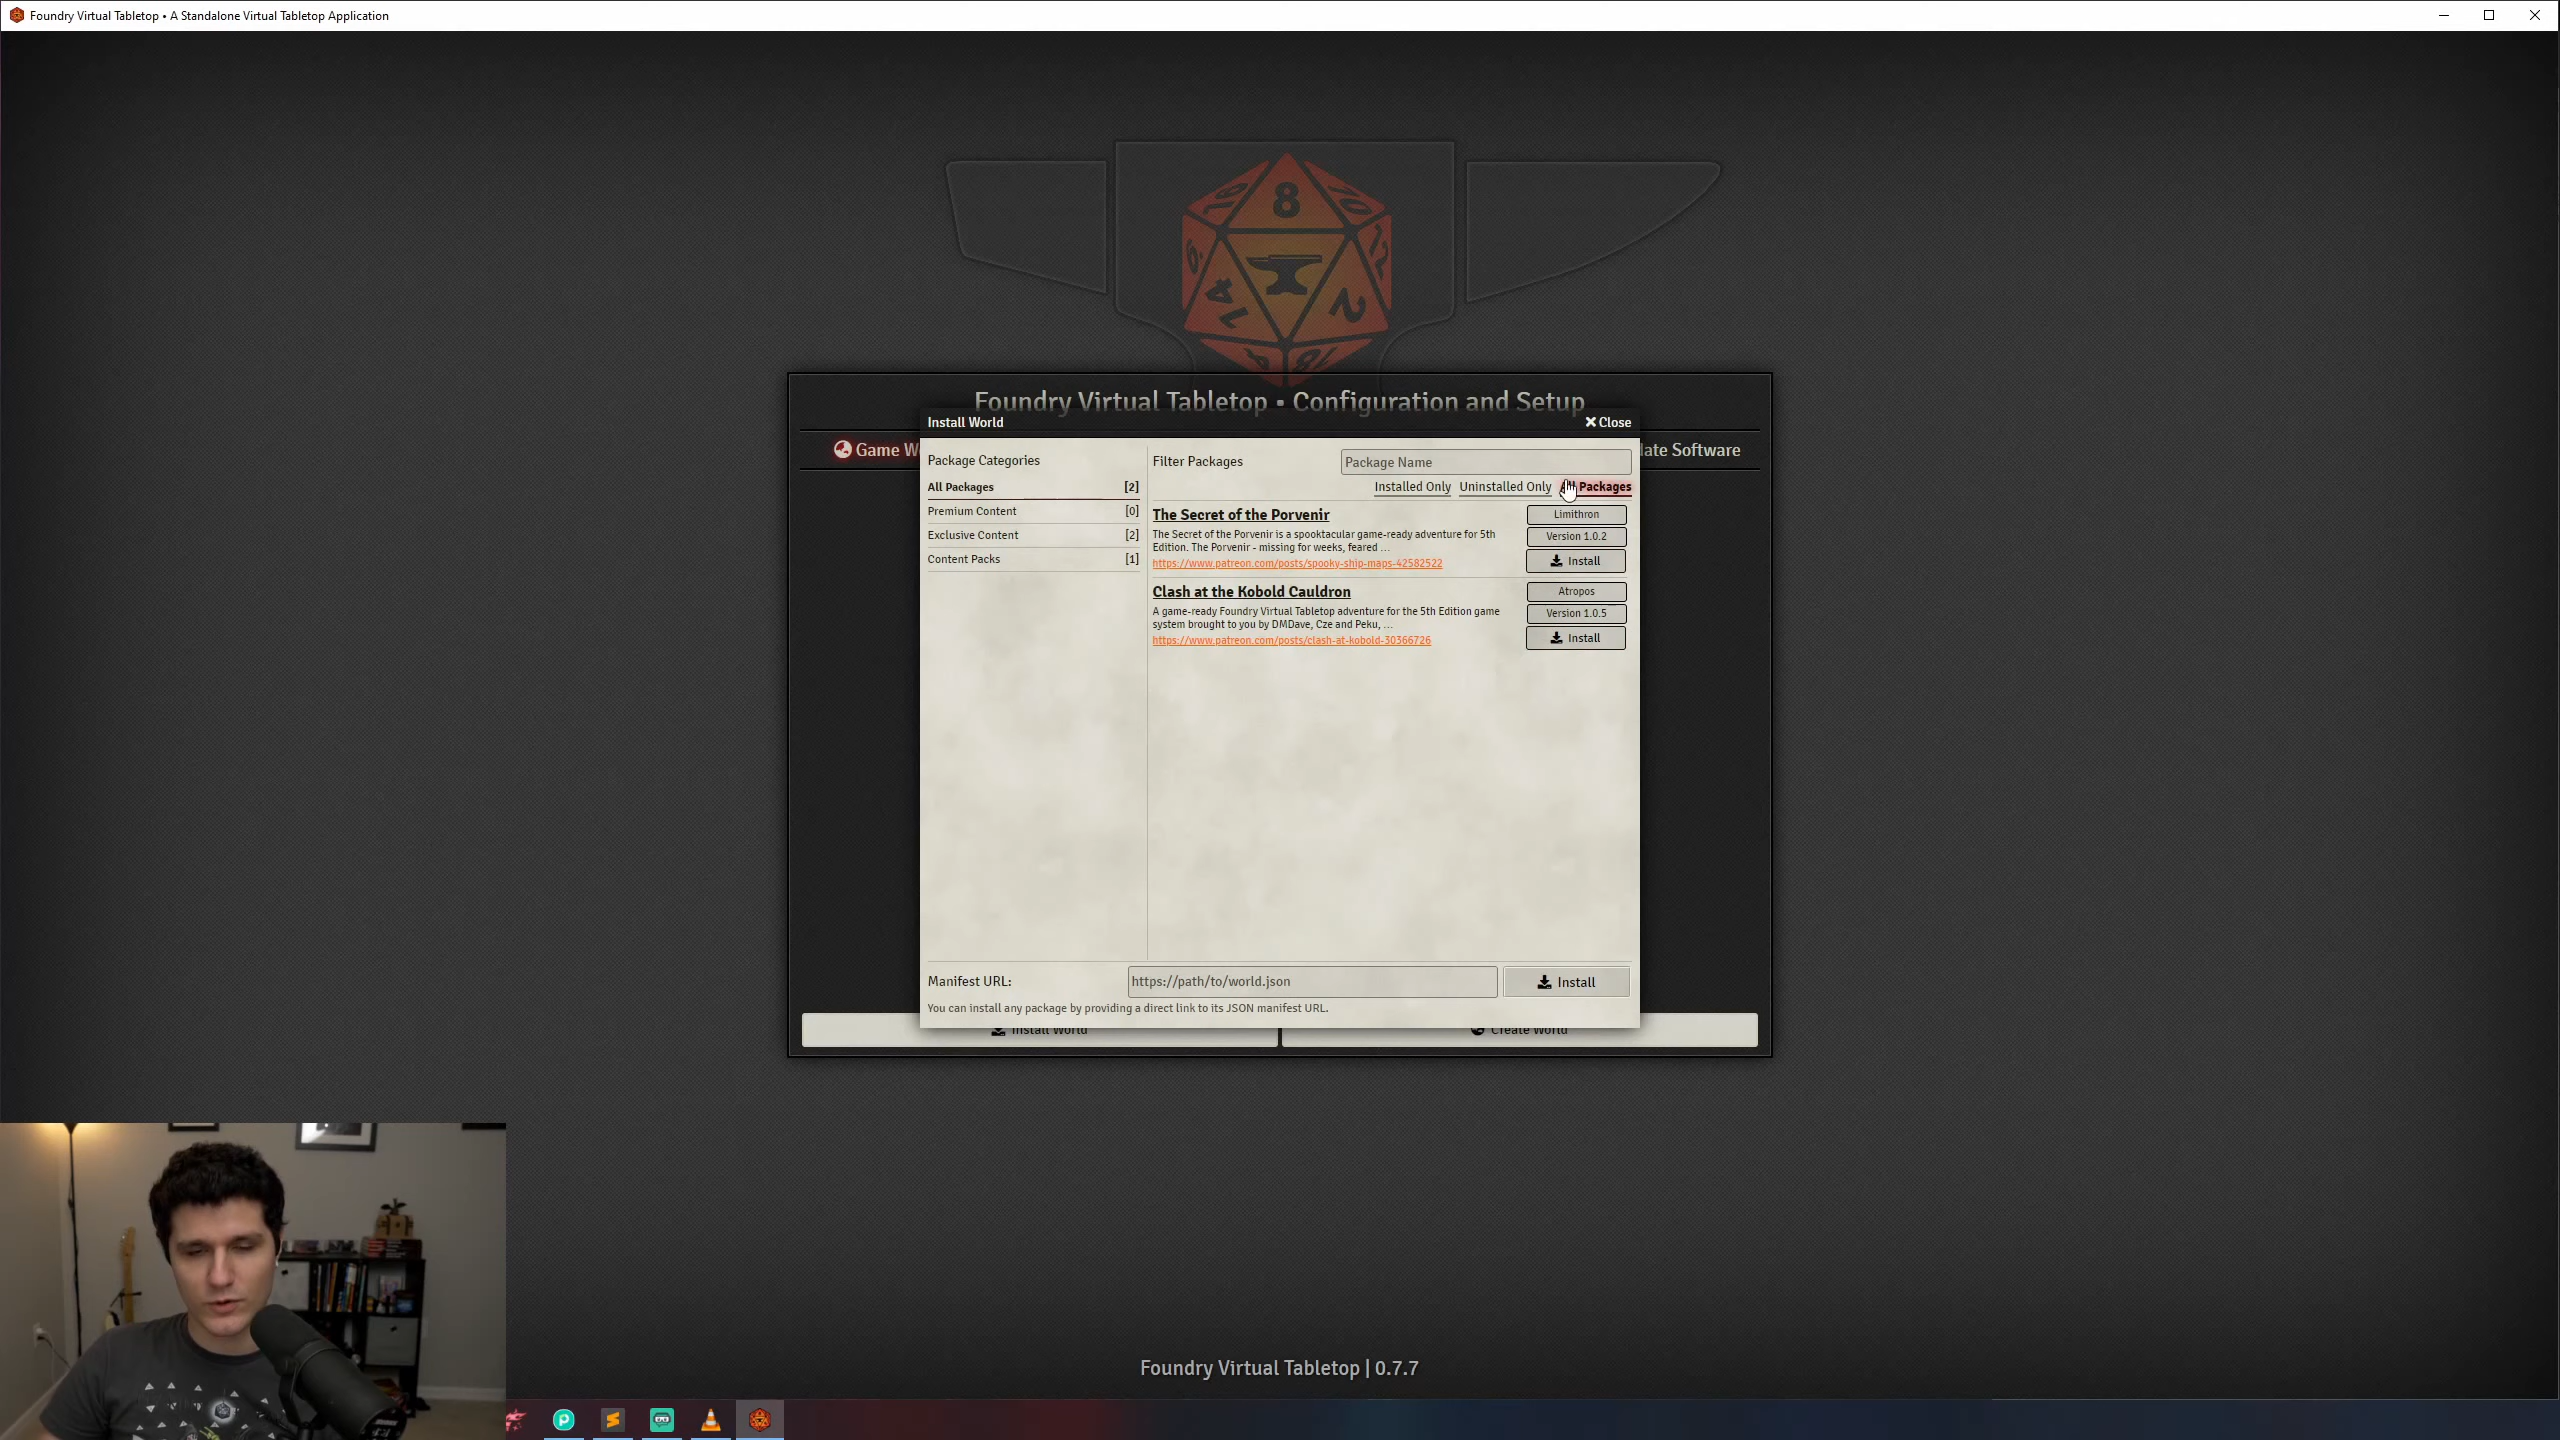 Foundry Virtual Tabletop • A Standalone Virtual Tabletop Application
8
Foundry Virtual Tabletop • Configuration and Setup
Install World
Close
Game W
date Software
Package Categories
Filter Packages
Package Name
All Packages [2]
Installed Only Uninstalled Only All Packages
Premium Content [0]
Exclusive Content [2]
Content Packs [1]
The Secret of the Porvenir
The Secret of the Porvenir is a spooktacular game-ready adventure for 5th
Edition. The Porvenir - missing for weeks, feared ...
https://www.patreon.com/posts/spooky-ship-maps-42582522
Limithron
Version 1.0.2
Install
Clash at the Kobold Cauldron
A game-ready Foundry Virtual Tabletop adventure for the 5th Edition game
system brought to you by DMDave, Cze and Peku, ...
https://www.patreon.com/posts/clash-at-kobold-30366726
Atropos
Version 1.0.5
Install
Manifest URL:
https://path/to/world.json
Install
You can install any package by providing a direct link to its JSON manifest URL.
Install World
Create World
Foundry Virtual Tabletop | 0.7.7